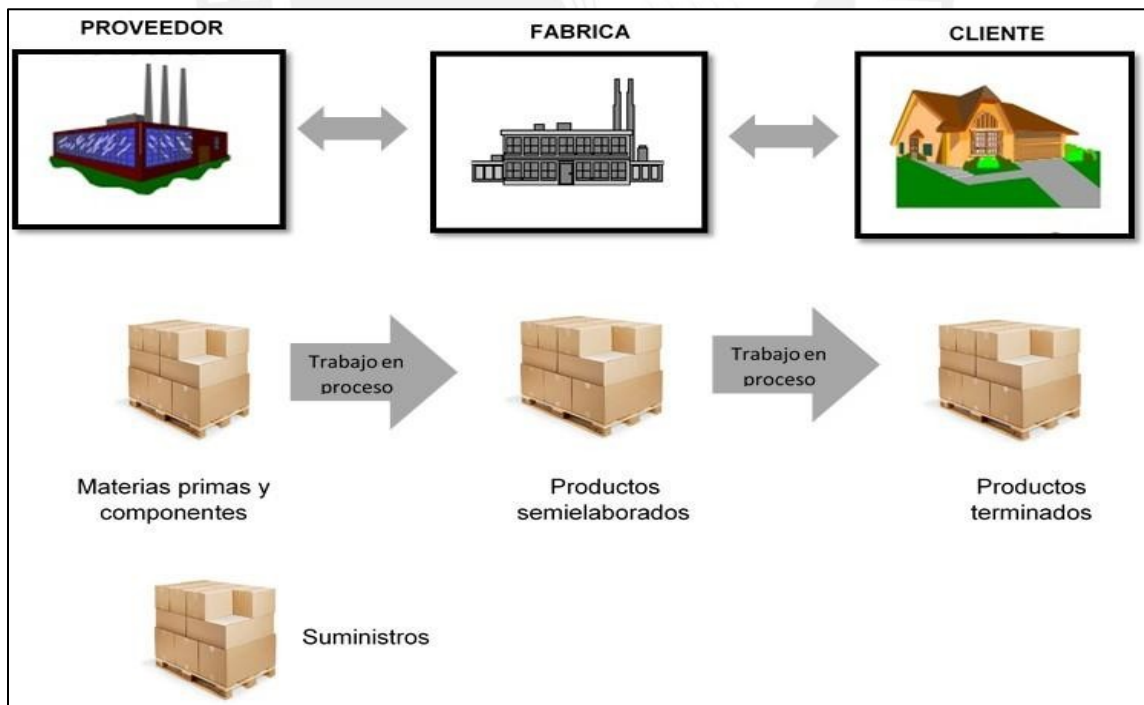 PROVEEDOR
FABRICA
CLIENTE
Trabajo en
proceso
Trabajo en
proceso
Materias primas y
componentes
Productos
semielaborados
Productos
terminados
Suministros